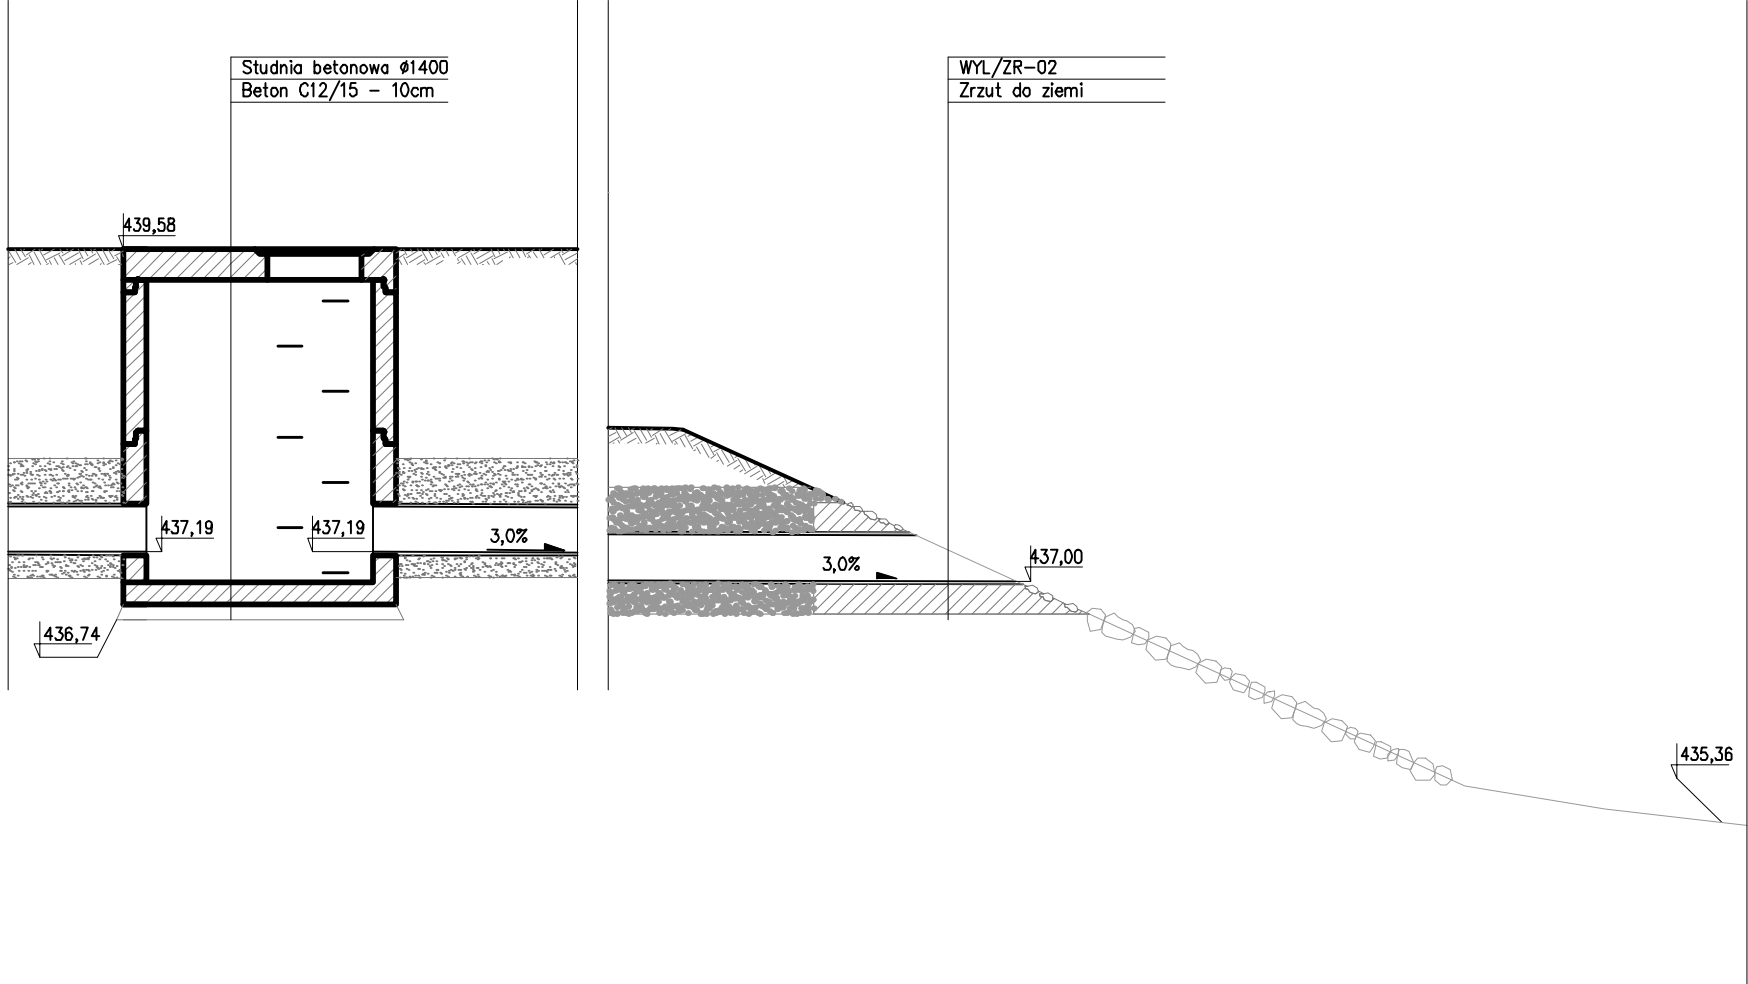 Studnia betonowa ø1400
Beton C12/15 – 10cm
WYL/ZR–02
Zrzut do ziemi
439,58
437,19
437,19
3,0%
3,0%
437,00
436,74
435,36